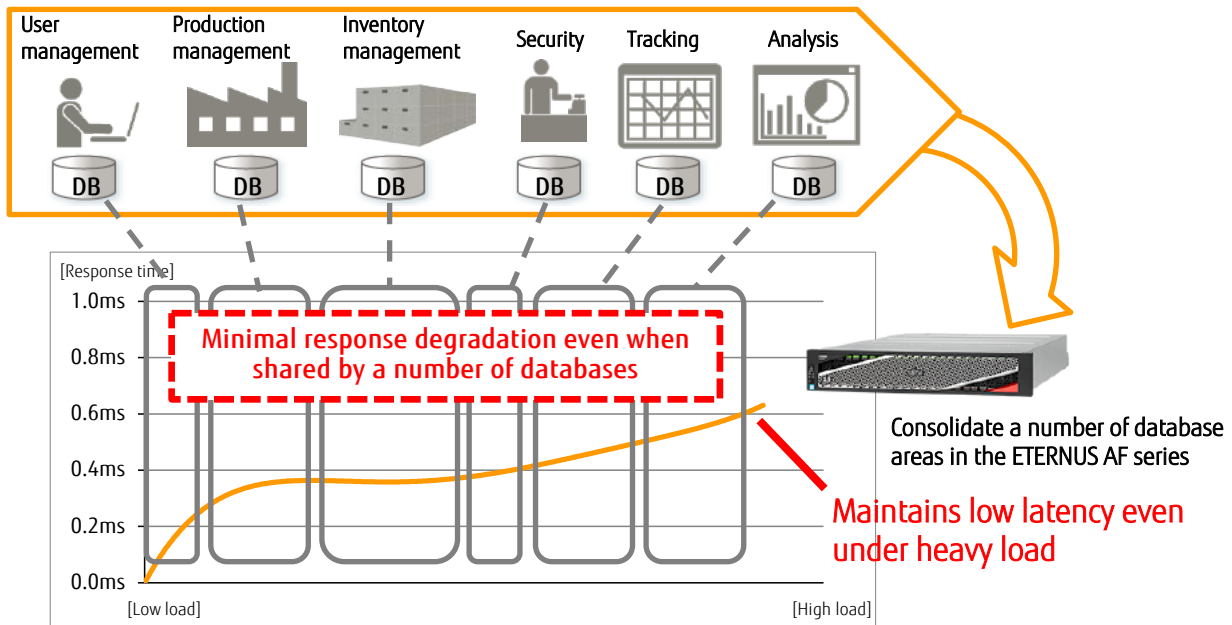 User
management
Production
management
Inventory
management
Security
Tracking
Analysis
DB
DB
DB
DB
DB
DB
[Response time]
1.0ms
0.8ms
0.6ms
0.4ms
0.2ms
0.0ms
Minimal response degradation even when
shared by a number of databases
[Low load]
[High load]
Consolidate a number of database
areas in the ETERNUS AF series
Maintains low latency even
under heavy load